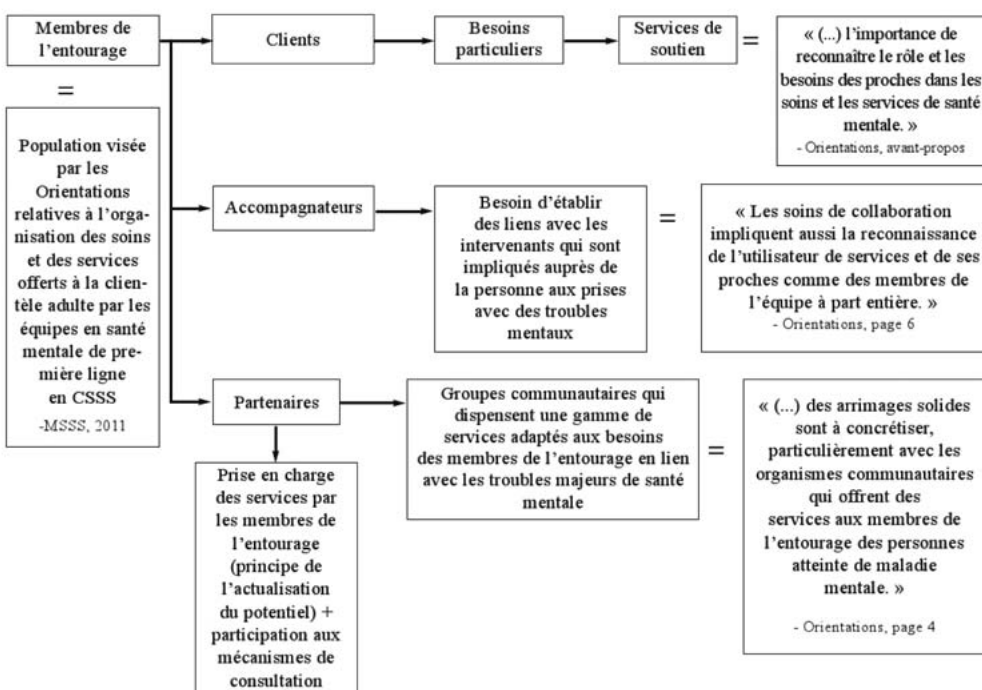 Membres de
l'entourage
=
Population visée
par les
Orientations
relatives à l'orga-
nisation des soins
et des services
offerts à la clien-
tèle adulte par les
équipes en santé
mentale de pre-
mière ligne
en CSSS
-MSSS, 2011
Clients
Besoins
particuliers
Services de
soutien
=
« (...) l'importance de
reconnaître le rôle et les
besoins des proches dans les
soins et les services de santé
mentale. »
- Orientations, avant-propos
Accompagnateurs
Besoin d'établir
des liens avec les
intervenants qui sont
impliqués auprès de
la personne aux prises
avec des troubles
mentaux
=
« Les soins de collaboration
impliquent aussi la reconnaissance
de l'utilisateur de services et de ses
proches comme des membres de
l'équipe à part entière. »
- Orientations, page 6
Partenaires
Groupes communautaires qui
dispensent une gamme de
services adaptés aux besoins
des membres de l'entourage en lien
avec les troubles majeurs de santé
mentale
=
« (...) des arrimages solides
sont à concrétiser,
particulièrement avec les
organismes communautaires
qui offrent des
services aux membres de
l'entourage des personnes
atteinte de maladie
mentale. »
- Orientations, page 4
Prise en charge
des services par
les membres de
l'entourage
(principe de
l'actualisation
du potentiel) +
participation aux
mécanismes de
consultation